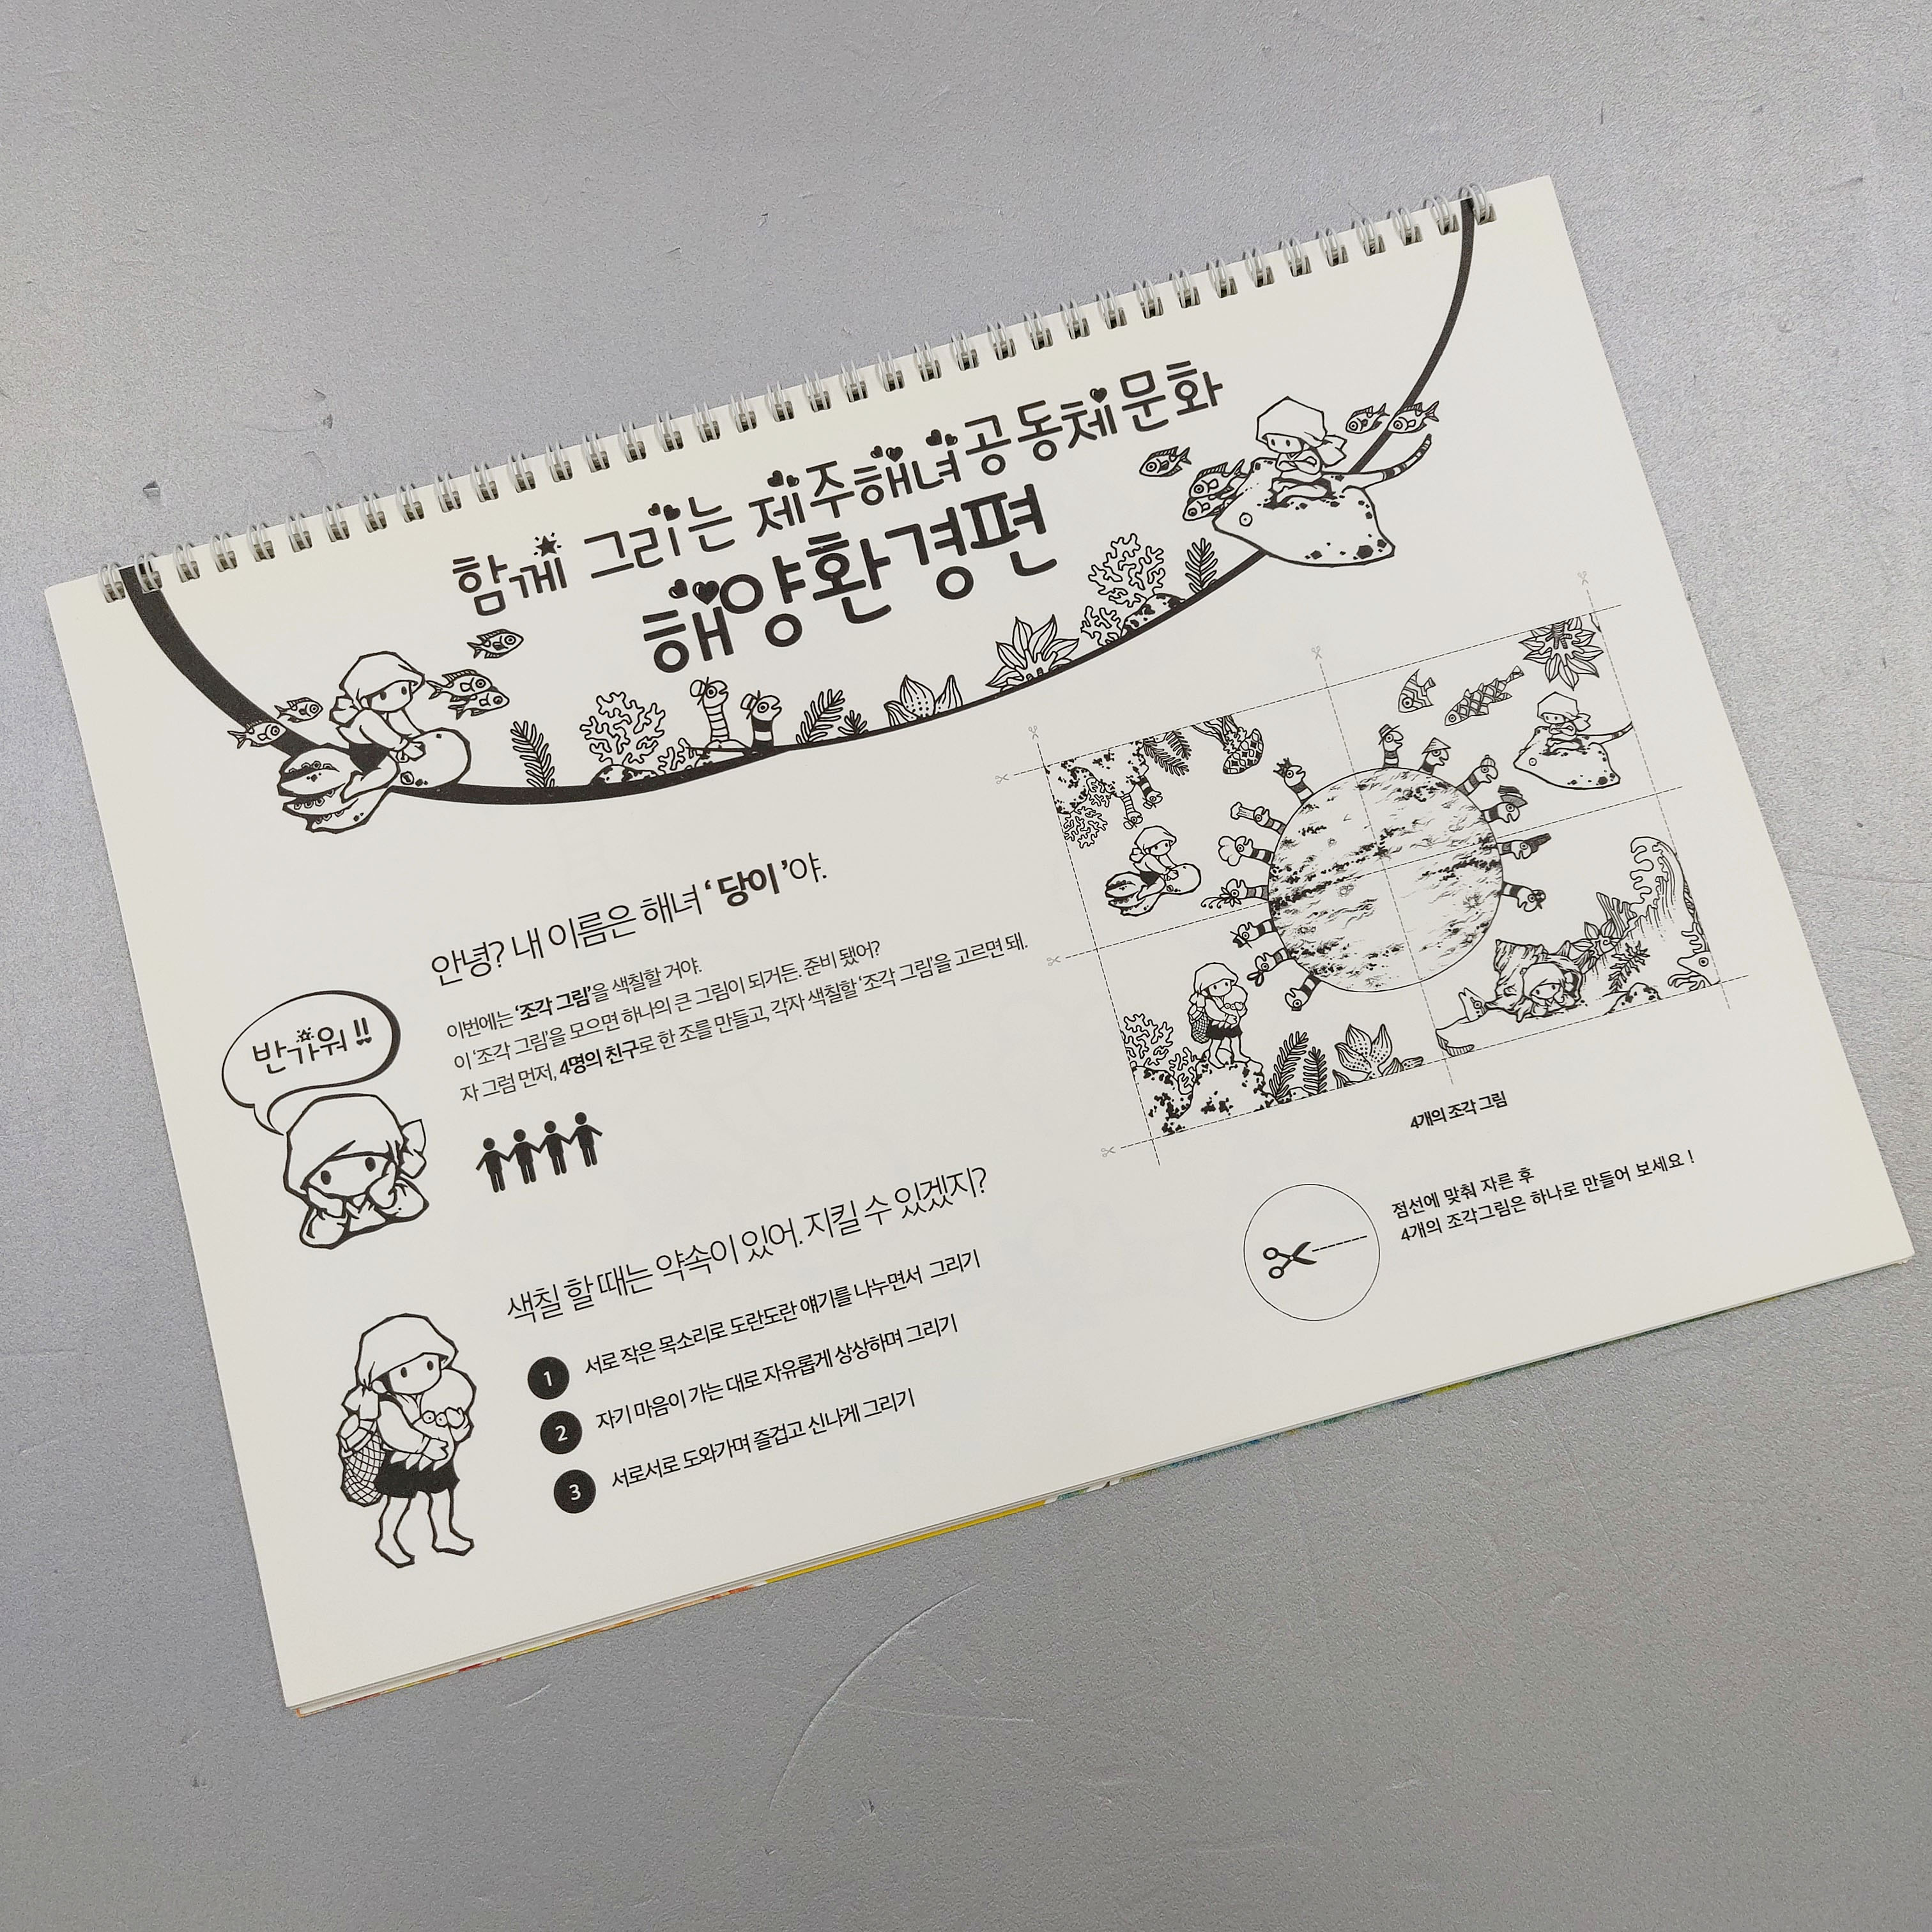 함께 그리는 제주해녀공동체문화
해양환경편
안녕? 내 이름은 해녀 ‘당이’야.
이번에는 ‘조각 그림’을 색칠할 거야.
이 ‘조각 그림’을 모으면 하나의 큰 그림이 되거든. 준비 됐어?
자 그럼 먼저, 4명의 친구로 한 조를 만들고, 각자 색칠할 ‘조각 그림’을 고르면 돼.
반가워!!
색칠 할 때는 약속이 있어. 지킬 수 있겠지?
1 서로 작은 목소리로 도란도란 얘기를 나누면서 그리기
2 자기 마음이 가는 대로 자유롭게 상상하며 그리기
3 서로서로 도와가며 즐겁고 신나게 그리기
4개의 조각 그림
점선에 맞춰 자른 후
4개의 조각그림은 하나로 만들어 보세요 !